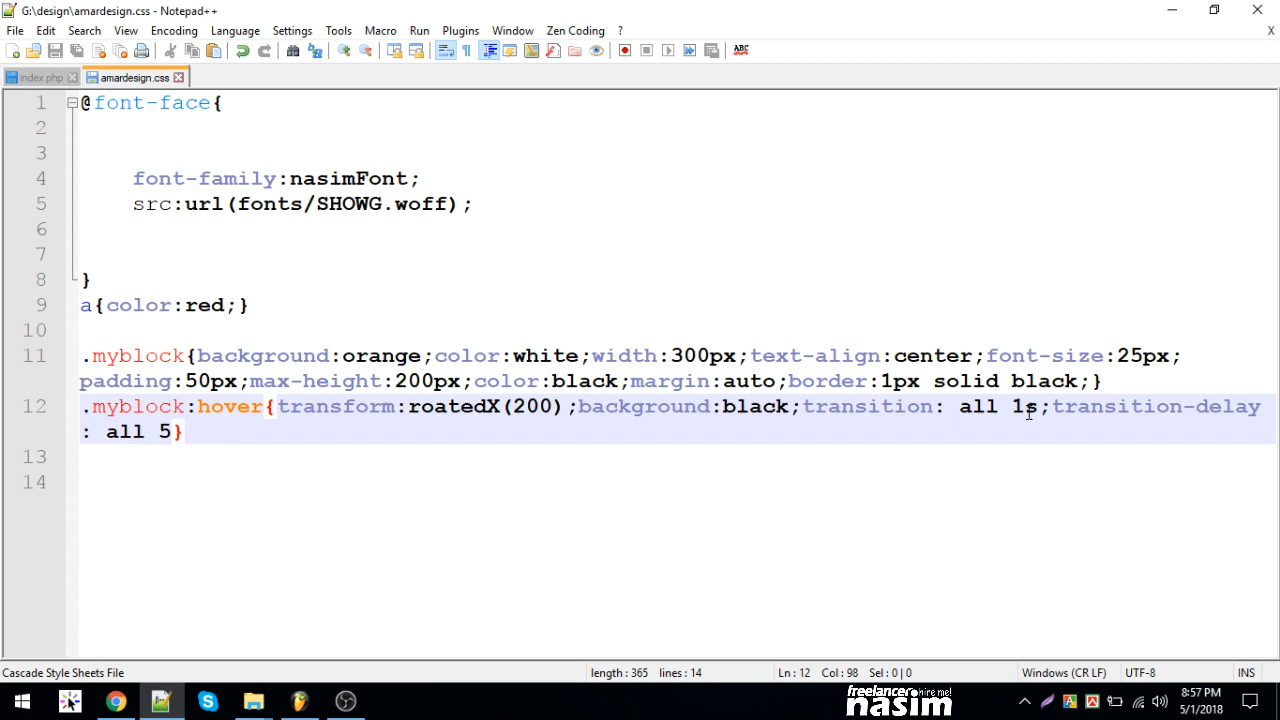 G:\design\amardesign.css - Notepad++
File Edit Search View Encoding Language Settings Tools Macro Run Plugins Window Zen Coding ? X
index.php amardesign.css
1 @font-face{
2
3
4 font-family:nasimFont;
5 src:url(fonts/SHOWG.woff);
6
7
8 }
9 a{color:red;}
10
11 .myblock{background:orange;color:white;width:300px;text-align:center;font-size:25px;
padding:50px;max-height:200px;color:black;margin:auto;border:1px solid black;}
12 .myblock:hover{transform:roatedX(200);background:black;transition: all 1s;transition-delay
: all 5}
13
14
Cascade Style Sheets File length : 365 lines : 14 Ln : 12 Col : 98 Sel : 0 | 0 Windows (CR LF) UTF-8 INS
freelancer hire me!
nasim
8:57 PM
5/1/2018